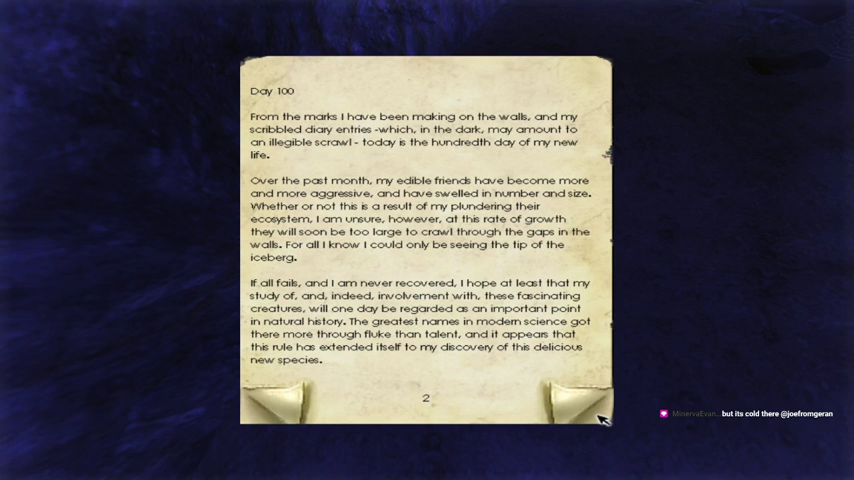 Day 100
From the marks I have been making on the walls, and my
scribbled diary entries -which, in the dark, may amount to
an illegible scrawl - today is the hundredth day of my new
life.
Over the past month, my edible friends have become more
and more aggressive, and have swelled in number and size.
Whether or not this is a result of my plundering their
ecosystem, I am unsure, however, at this rate of growth
they will soon be too large to crawl through the gaps in the
walls. For all I know I could only be seeing the tip of the
iceberg.
If all fails, and I am never recovered, I hope at least that my
study of, and, indeed, involvement with, these fascinating
creatures, will one day be regarded as an important point
in natural history. The greatest names in modern science got
there more through fluke than talent, and it appears that
this rule has extended itself to my discovery of this delicious
new species.
2
MinervaEvan... but its cold there @joefromgeran